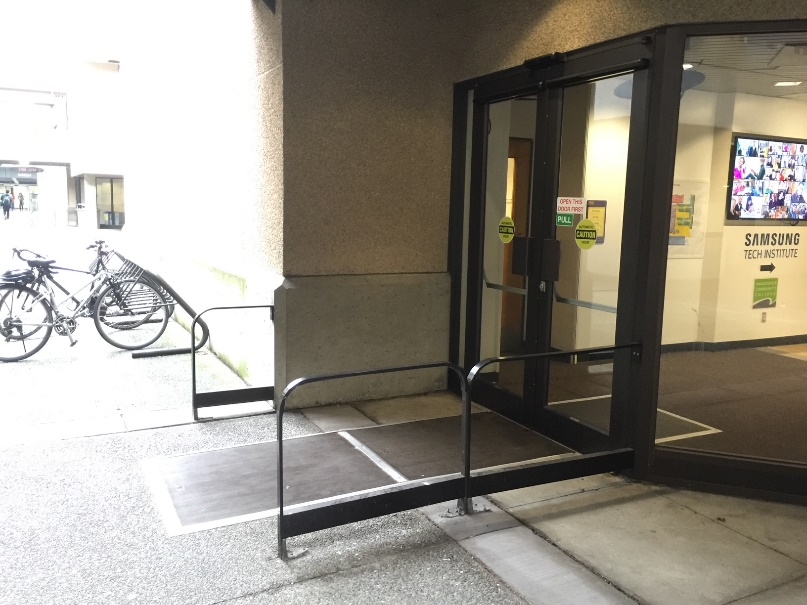 OPEN THIS
DOOR FIRST
PULL
CAUTION
CAUTION
SAMSUNG
TECH INSTITUTE